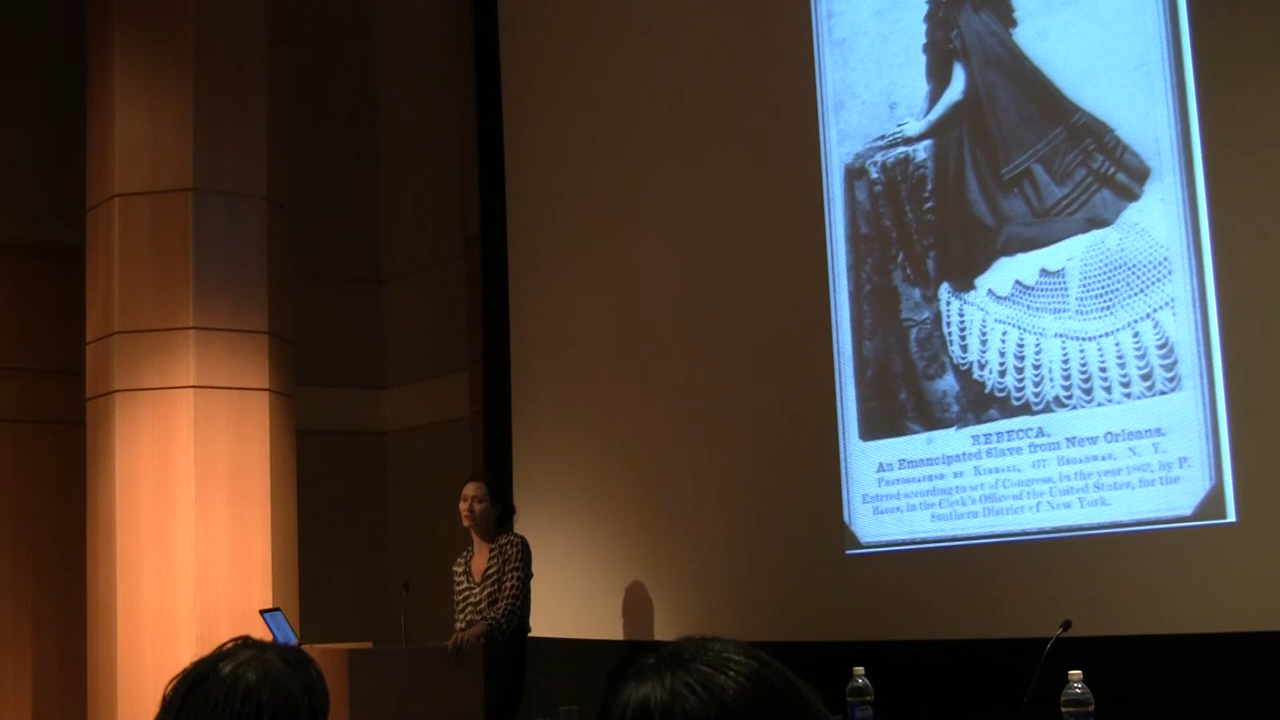 REBECCA,
An Emancipated Slave from New Orleans.
Photographed by Kimball, 477 Broadway, N. Y.
Entered according to act of Congress, in the year 1863, by P.
Bacon, in the Clerk's Office of the United States, for the
Southern District of New York.